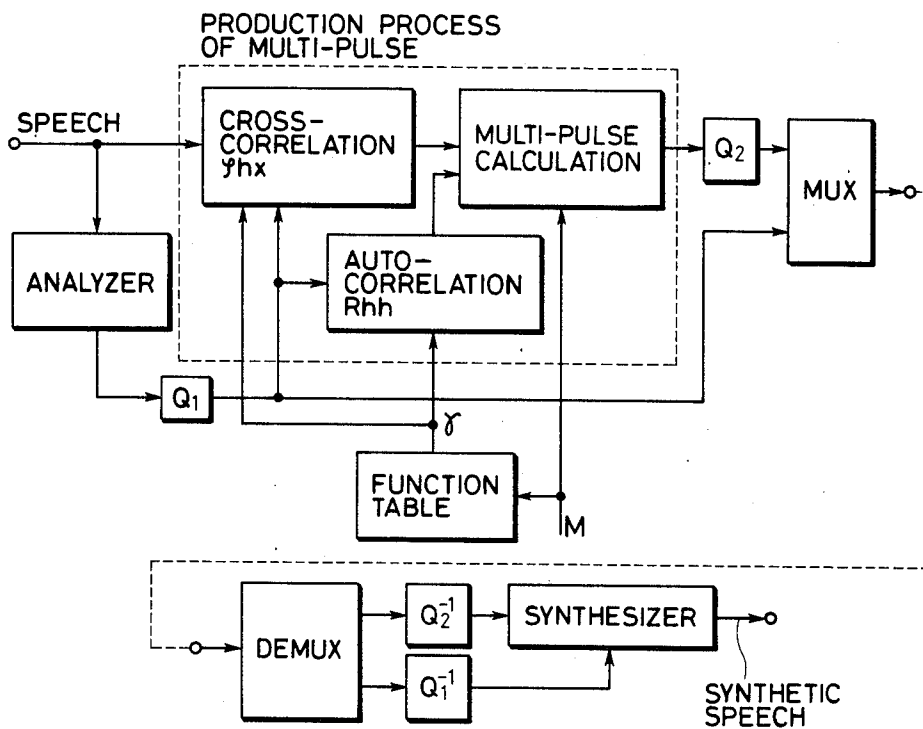 PRODUCTION PROCESS
OF MULTI-PULSE
SPEECH
CROSS-
CORRELATION
φhx
MULTI-PULSE
CALCULATION
Q2
MUX
ANALYZER
AUTO-
CORRELATION
Rhh
Q1
γ
FUNCTION
TABLE
M
DEMUX
Q2^-1
SYNTHESIZER
Q1^-1
SYNTHETIC
SPEECH